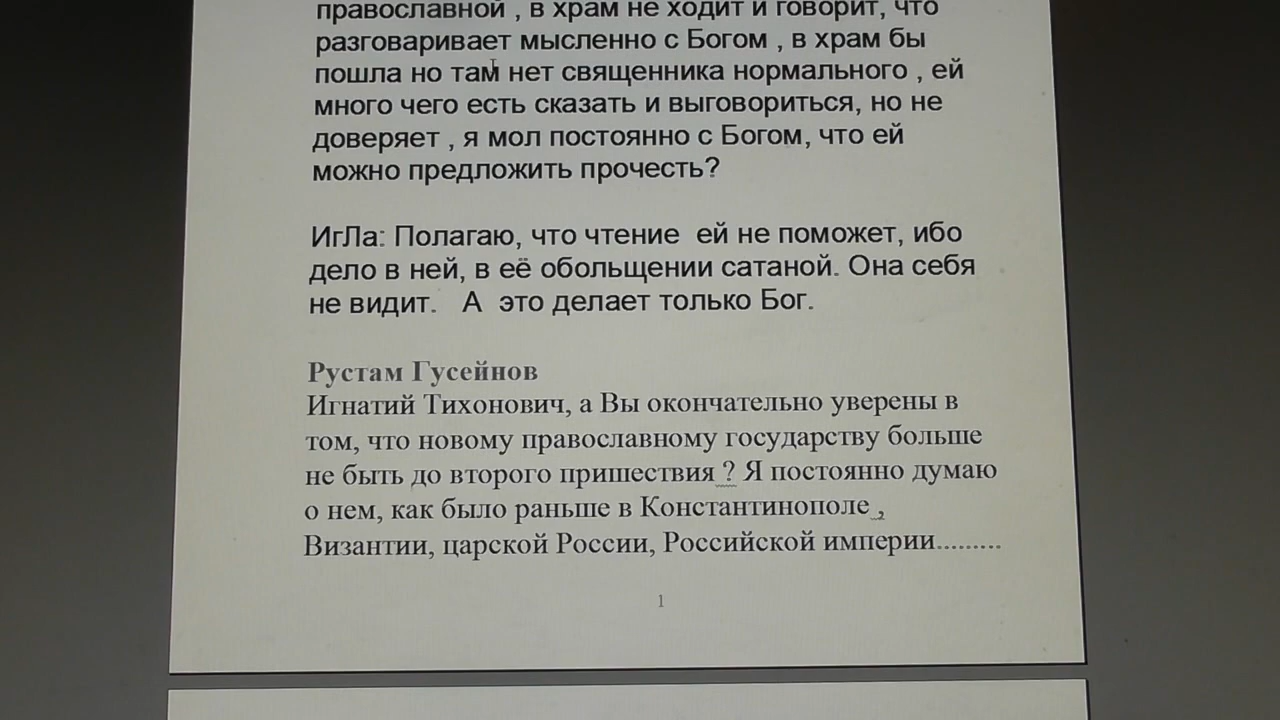 православной , в храм не ходит и говорит, что
разговаривает мысленно с Богом , в храм бы
пошла но там нет священника нормального , ей
много чего есть сказать и выговориться, но не
доверяет , я мол постоянно с Богом, что ей
можно предложить прочесть?
ИгЛа: Полагаю, что чтение  ей не поможет, ибо
дело в ней, в её обольщении сатаной. Она себя
не видит.   А  это делает только Бог.
Рустам Гусейнов
Игнатий Тихонович, а Вы окончательно уверены в
том, что новому православному государству больше
не быть до второго пришествия ? Я постоянно думаю
о нем, как было раньше в Константинополе ,
Византии, царской России, Российской империи.........
1